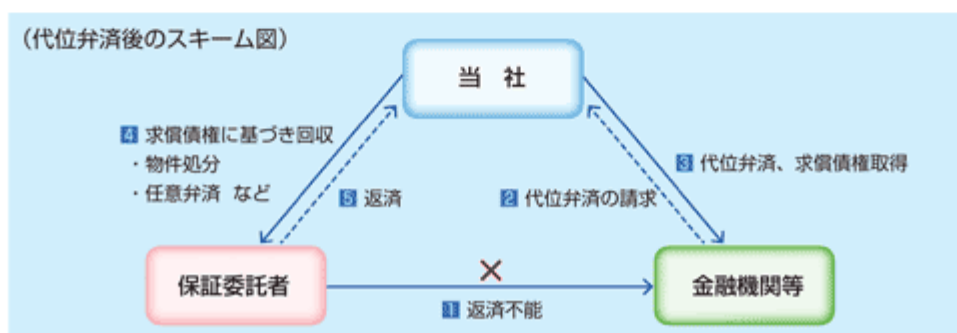 (代位弁済後のスキーム図)
当 社
4 求償債権に基づき回収
・物件処分
・任意弁済 など
5 返済
2 代位弁済の請求
3 代位弁済、求償債権取得
保証委託者
1 返済不能
金融機関等